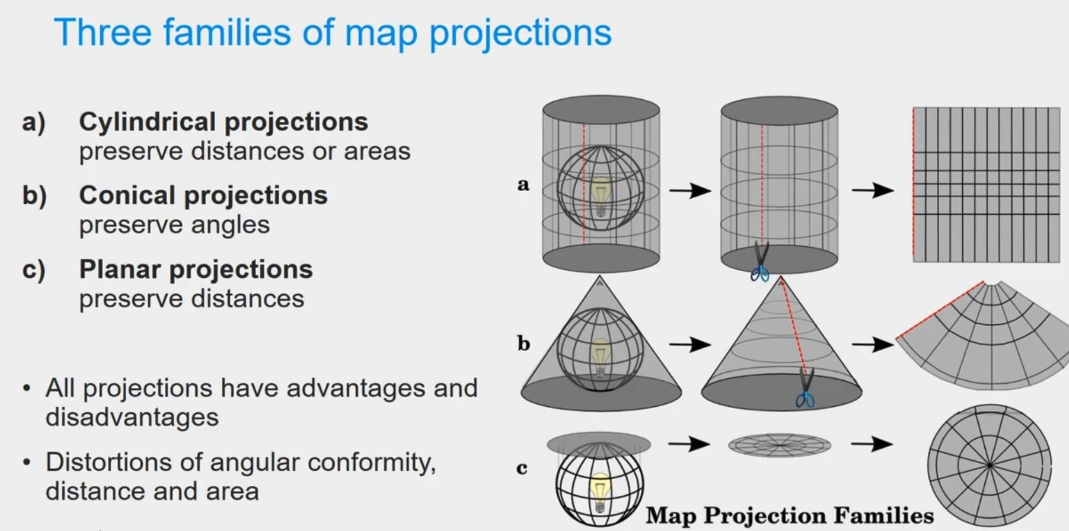 Three families of map projections
a) Cylindrical projections
preserve distances or areas
b) Conical projections
preserve angles
c) Planar projections
preserve distances
• All projections have advantages and
disadvantages
• Distortions of angular conformity,
distance and area
a
b
c
Map Projection Families